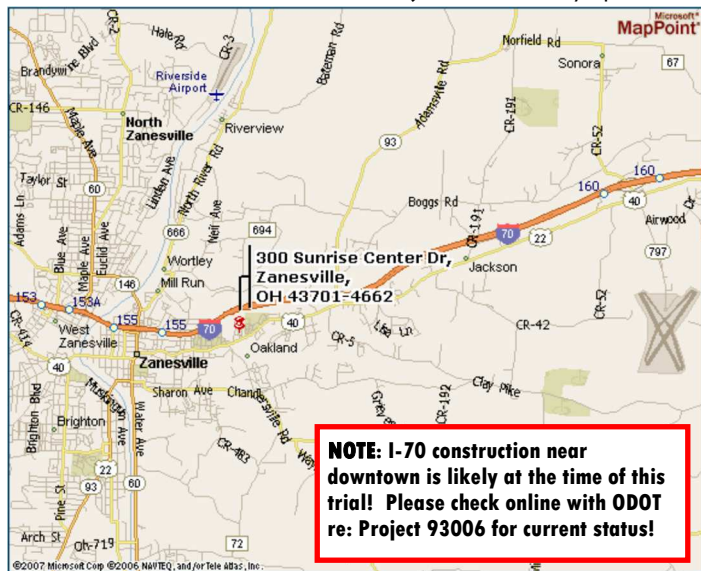 Microsoft®
MapPoint®
CR-2
Hale Rd
CR-3
Bateman Rd
Norfield Rd
Sonora
67
Brandywine Blvd
Riverside
Airport
Adamsville Rd
CR-191
CR-52
CR-146
North
Zanesville
Riverview
93
Maple Ave
Linden Ave
North River Rd
160
160
Taylor St
60
Boggs Rd
40
Adams Ln
Neil Ave
CR-191
Airwood Dr
Blue Ave
Maple Ave
Euclid Ave
666
694
70
22
Wortley
797
300 Sunrise Center Dr,
Zanesville,
OH 43701-4662
Jackson
146
Mill Run
153
153A
155
155
70
40
Lisa Ln
CR-52
CR-414
West
Zanesville
CR-5
CR-42
Zanesville
Oakland
40
Sharon Ave
Clay Pike
CR-192
Brighton Blvd
Brighton
Water Ave
CR-483
22
93
60
Pine St
Arch St
Oh-719
72
NOTE: I-70 construction near
downtown is likely at the time of this
trial! Please check online with ODOT
re: Project 93006 for current status!
©2007 Microsoft Corp ©2006 NAVTEQ, and/or Tele Atlas, Inc.